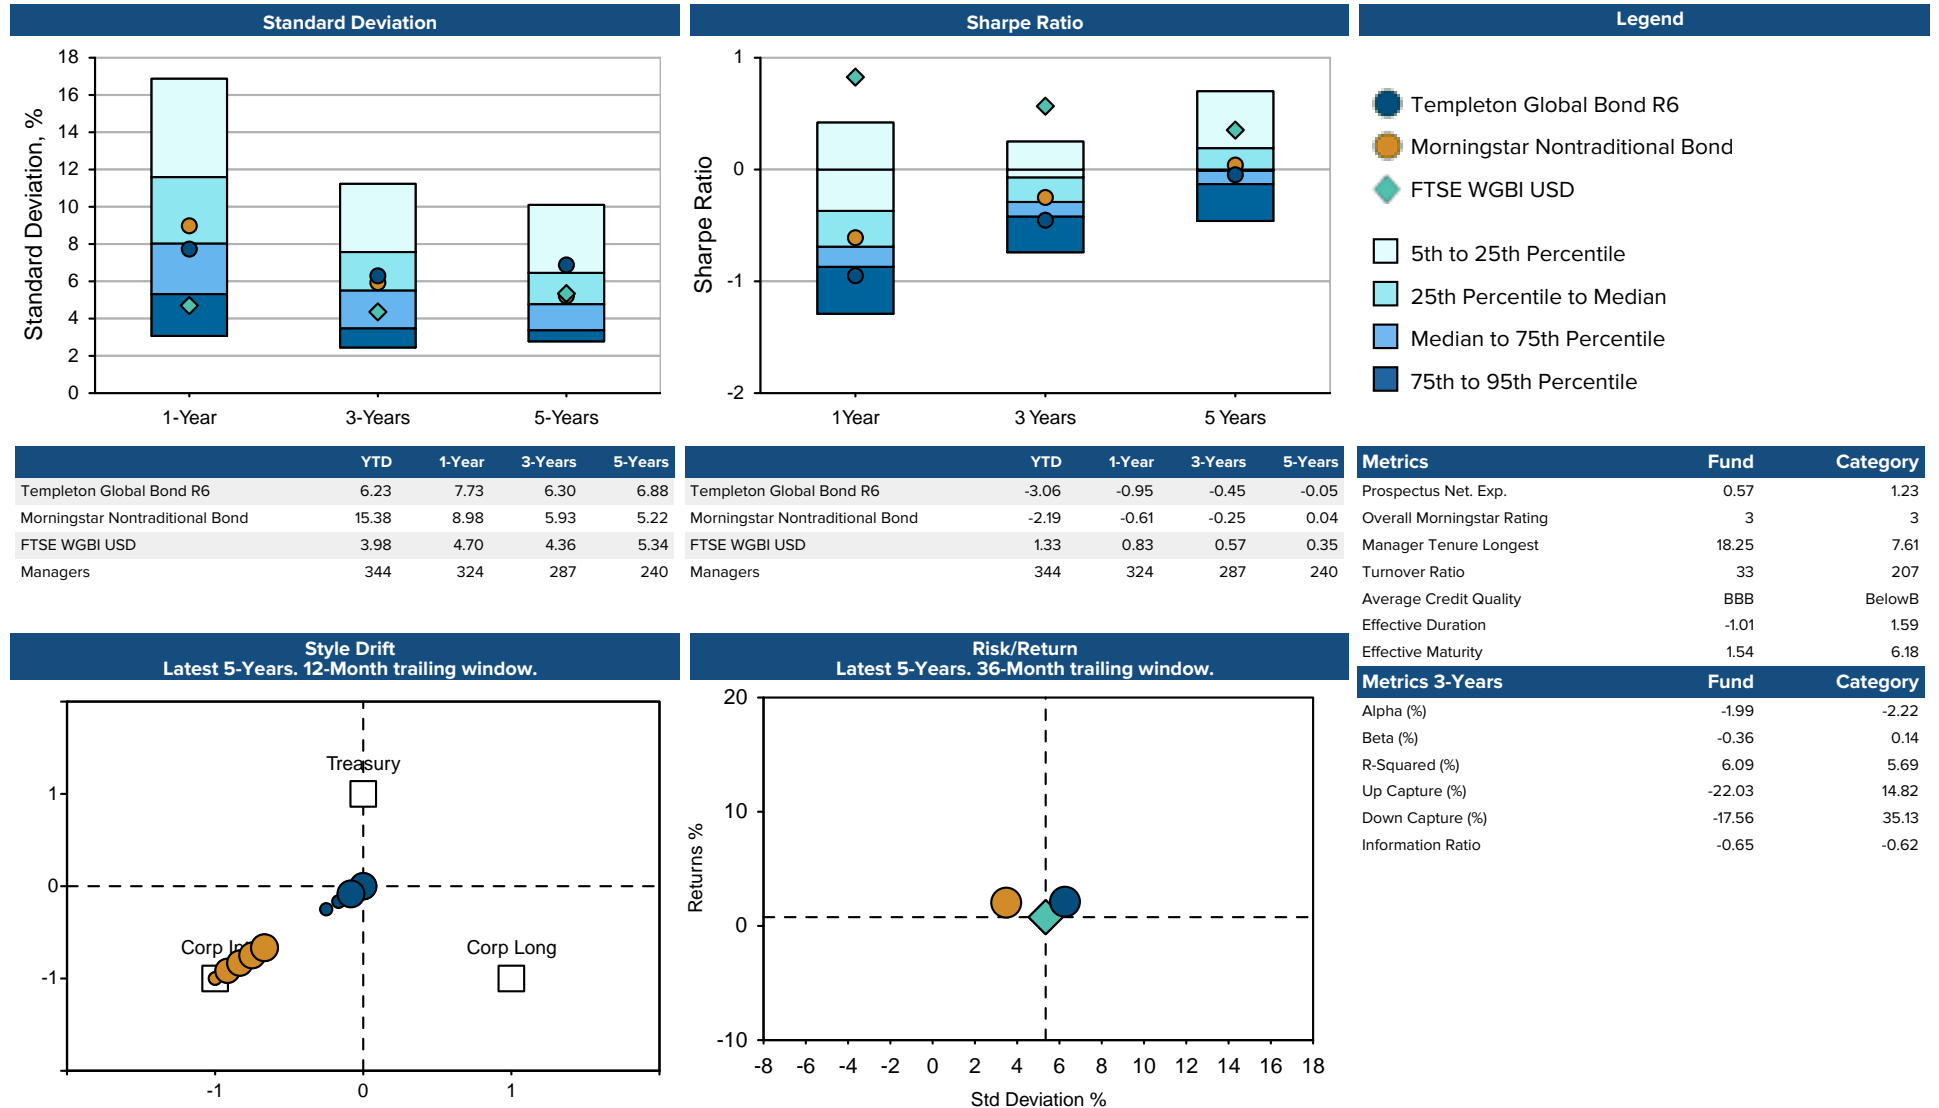 Standard Deviation
18
16
14
12
10
8
6
4
2
0
Standard Deviation, %
1-Year 3-Years 5-Years
Sharpe Ratio
1
0
-1
-2
Sharpe Ratio
1Year 3 Years 5 Years
Legend
Templeton Global Bond R6
Morningstar Nontraditional Bond
FTSE WGBI USD
5th to 25th Percentile
25th Percentile to Median
Median to 75th Percentile
75th to 95th Percentile
YTD 1-Year 3-Years 5-Years
Templeton Global Bond R6 6.23 7.73 6.30 6.88
Morningstar Nontraditional Bond 15.38 8.98 5.93 5.22
FTSE WGBI USD 3.98 4.70 4.36 5.34
Managers 344 324 287 240
YTD 1-Year 3-Years 5-Years
Templeton Global Bond R6 -3.06 -0.95 -0.45 -0.05
Morningstar Nontraditional Bond -2.19 -0.61 -0.25 0.04
FTSE WGBI USD 1.33 0.83 0.57 0.35
Managers 344 324 287 240
Metrics Fund Category
Prospectus Net. Exp. 0.57 1.23
Overall Morningstar Rating 3 3
Manager Tenure Longest 18.25 7.61
Turnover Ratio 33 207
Average Credit Quality BBB BelowB
Effective Duration -1.01 1.59
Effective Maturity 1.54 6.18
Metrics 3-Years Fund Category
Alpha (%) -1.99 -2.22
Beta (%) -0.36 0.14
R-Squared (%) 6.09 5.69
Up Capture (%) -22.03 14.82
Down Capture (%) -17.56 35.13
Information Ratio -0.65 -0.62
Style Drift
Latest 5-Years. 12-Month trailing window.
Treasury
1
0
Corp Corp Long
-1
-1 0 1
Risk/Return
Latest 5-Years. 36-Month trailing window.
20
10
0
-10
Returns %
-8 -6 -4 -2 0 2 4 6 8 10 12 14 16 18
Std Deviation %